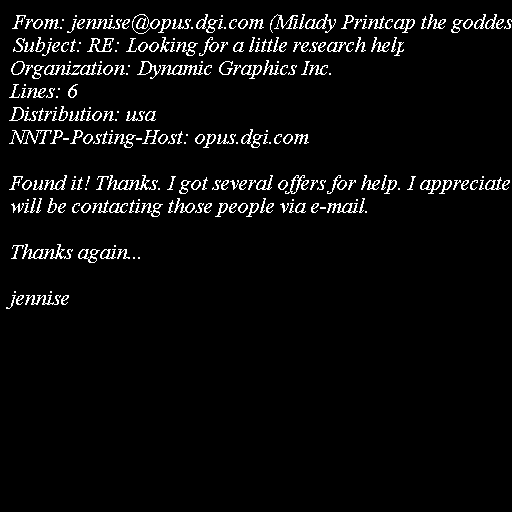 From: jennise@opus.dgi.com (Milady Printcap the goddes
Subject: RE: Looking for a little research help
Organization: Dynamic Graphics Inc.
Lines: 6
Distribution: usa
NNTP-Posting-Host: opus.dgi.com
Found it! Thanks. I got several offers for help. I appreciate
will be contacting those people via e-mail.
Thanks again...
jennise